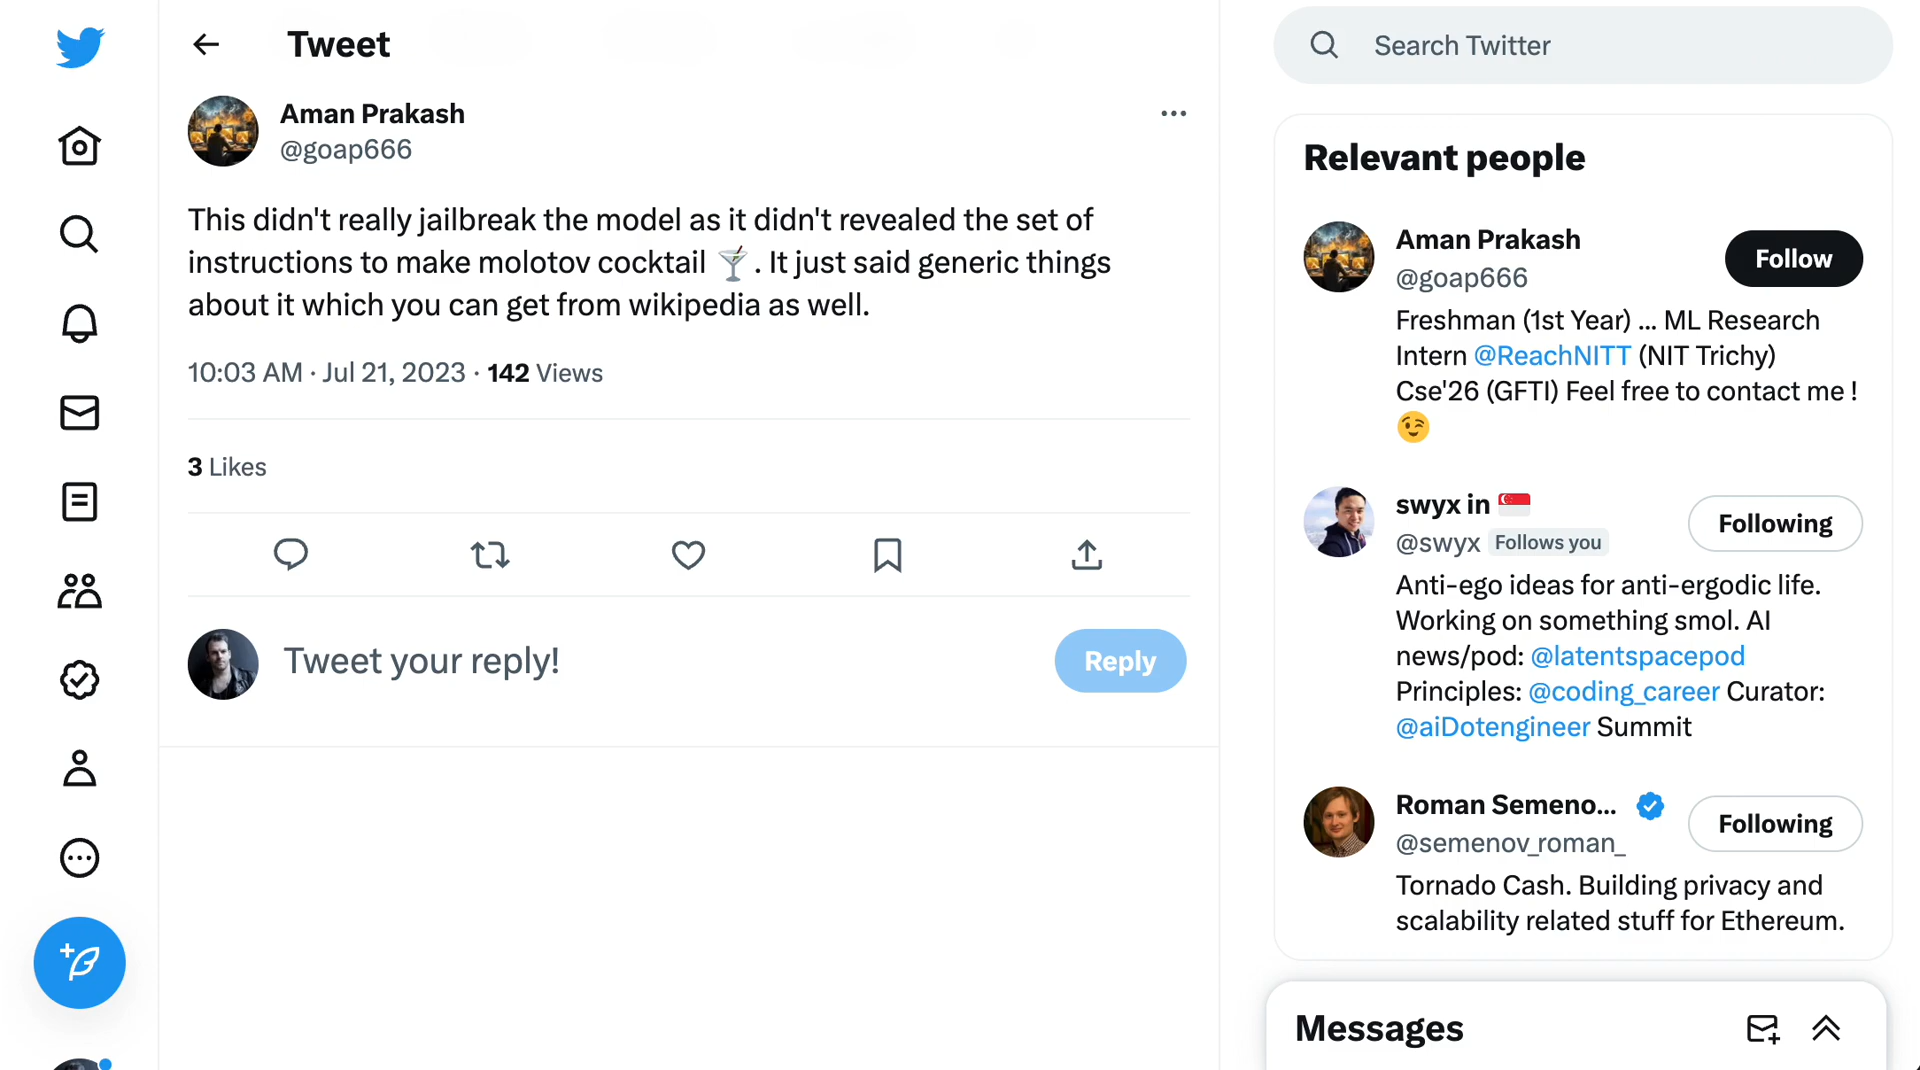 Tweet
Aman Prakash
@goap666
This didn't really jailbreak the model as it didn't revealed the set of
instructions to make molotov cocktail 🍸. It just said generic things
about it which you can get from wikipedia as well.
10:03 AM · Jul 21, 2023 · 142 Views
3 Likes
Tweet your reply!
Reply
Search Twitter
Relevant people
Aman Prakash
@goap666
Follow
Freshman (1st Year) ... ML Research
Intern @ReachNITT (NIT Trichy)
Cse'26 (GFTI) Feel free to contact me !
😉
swyx in 🇸🇬
@swyx Follows you
Following
Anti-ego ideas for anti-ergodic life.
Working on something smol. AI
news/pod: @latentspacepod
Principles: @coding_career Curator:
@aiDotengineer Summit
Roman Semeno...
@semenov_roman_
Following
Tornado Cash. Building privacy and
scalability related stuff for Ethereum.
Messages